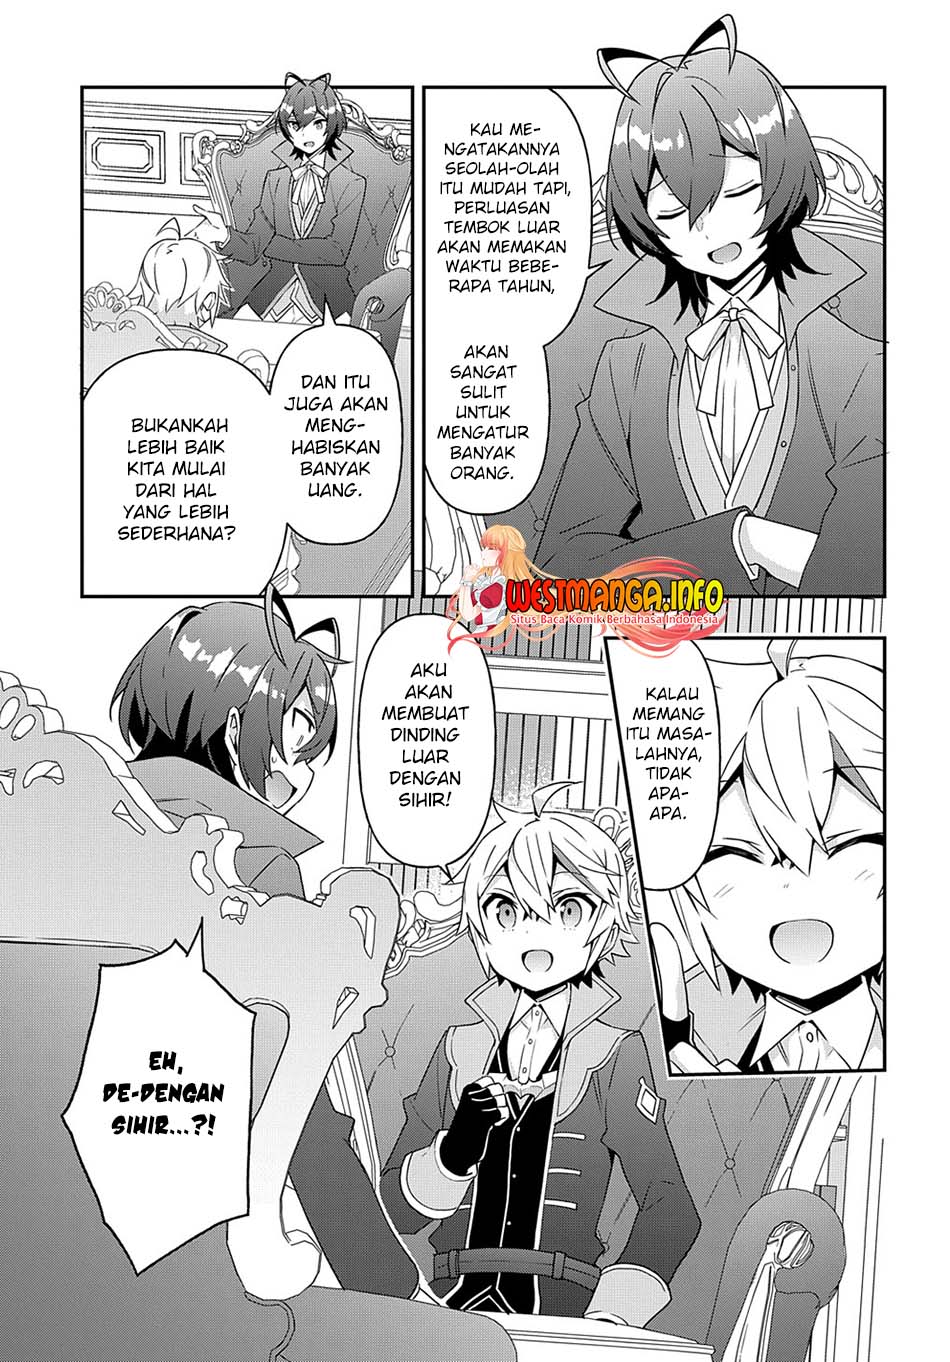 KAU ME-
NGATAKANNYA
SEOLAH-OLAH
ITU MUDAH TAPI,
PERLUASAN
TEMBOK LUAR
AKAN MEMAKAN
WAKTU BEBE-
RAPA TAHUN,
AKAN
SANGAT
SULIT
UNTUK
MENGATUR
BANYAK
ORANG.
DAN ITU
JUGA AKAN
MENG-
HABISKAN
BANYAK
UANG.
BUKANKAH
LEBIH BAIK
KITA MULAI
DARI HAL
YANG LEBIH
SEDERHANA?
WESTMANGA.INFO
Situs Baca Komik Berbahasa Indonesia
KALAU
MEMANG
ITU MASA-
LAHNYA,
TIDAK
APA-
APA.
AKU
AKAN
MEMBUAT
DINDING
LUAR
DENGAN
SIHIR!
EH,
DE-DENGAN
SIHIR...?!